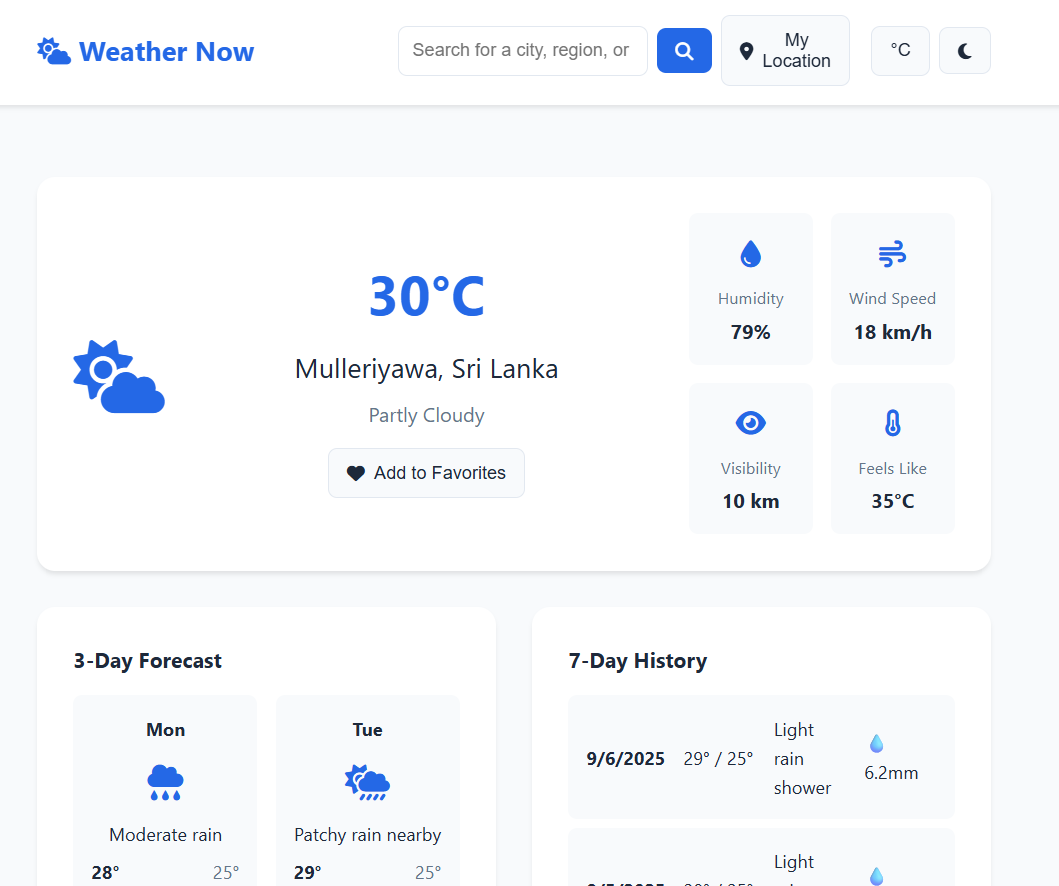 Weather Now
Search for a city, region, or
My
Location
°C
30°C
Mulleriyawa, Sri Lanka
Partly Cloudy
Add to Favorites
Humidity
79%
Wind Speed
18 km/h
Visibility
10 km
Feels Like
35°C
3-Day Forecast
Mon
Moderate rain
28° 25°
Tue
Patchy rain nearby
29° 25°
7-Day History
9/6/2025
29° / 25°
Light
rain
shower
6.2mm
Light